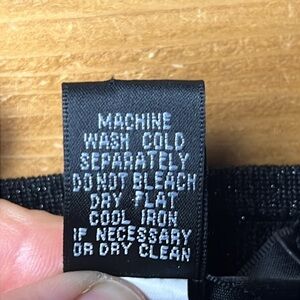 MACHINE
WASH COLD
SEPARATELY
DO NOT BLEACH
DRY FLAT
COOL IRON
IF NECESSARY
OR DRY CLEAN